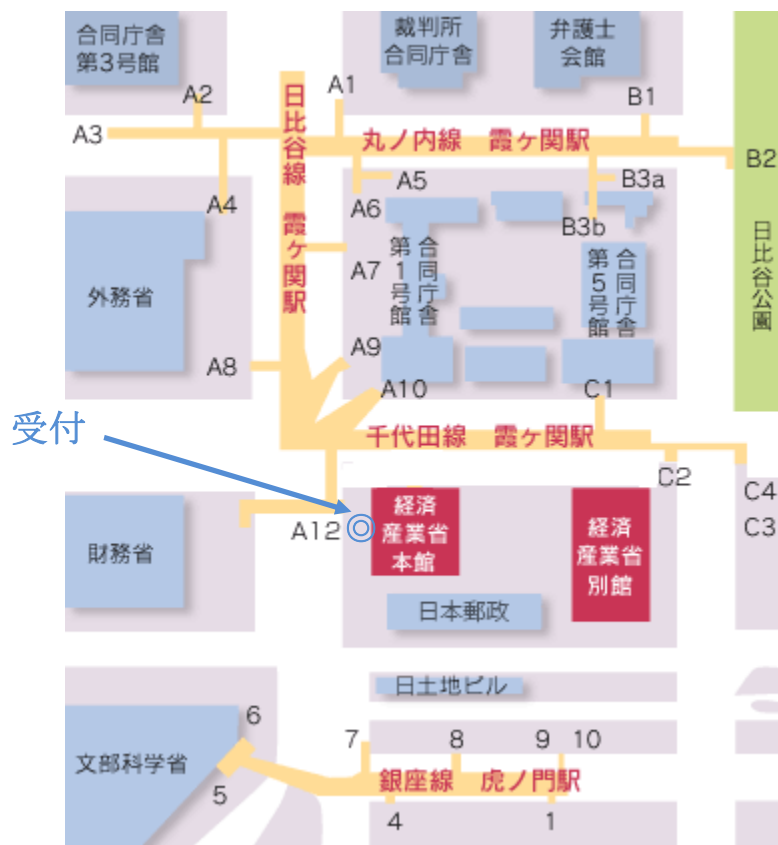 合同庁舎
第3号館
裁判所
合同庁舎
弁護士
会館
A1
A2
B1
A3
日比谷線 霞ヶ関駅
丸ノ内線 霞ヶ関駅
B2
A5
B3a
A4
A6
B3b
日比谷公園
合同庁舎
第1号館
合同庁舎
第5号館
A7
外務省
A9
A8
A10
C1
受付
千代田線 霞ヶ関駅
C2
C4
経済
産業省
本館
A12
経済
産業省
別館
C3
財務省
日本郵政
日土地ビル
6
7
8
9
10
文部科学省
銀座線 虎ノ門駅
5
4
1